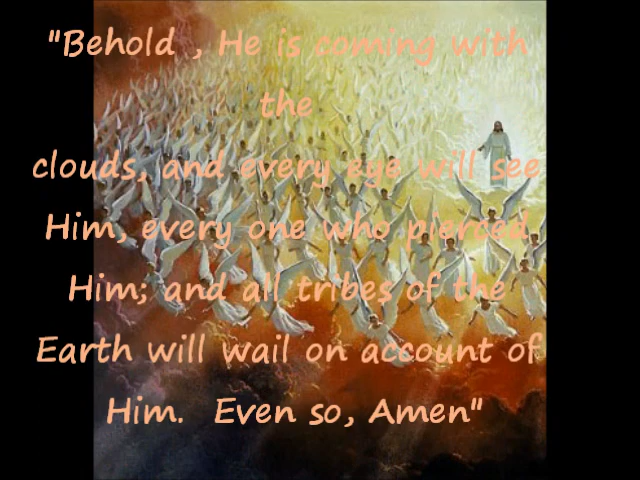 "Behold , He is coming with
the
clouds, and every eye will see
Him, every one who pierced
Him; and all tribes of the
Earth will wail on account of
Him. Even so, Amen"